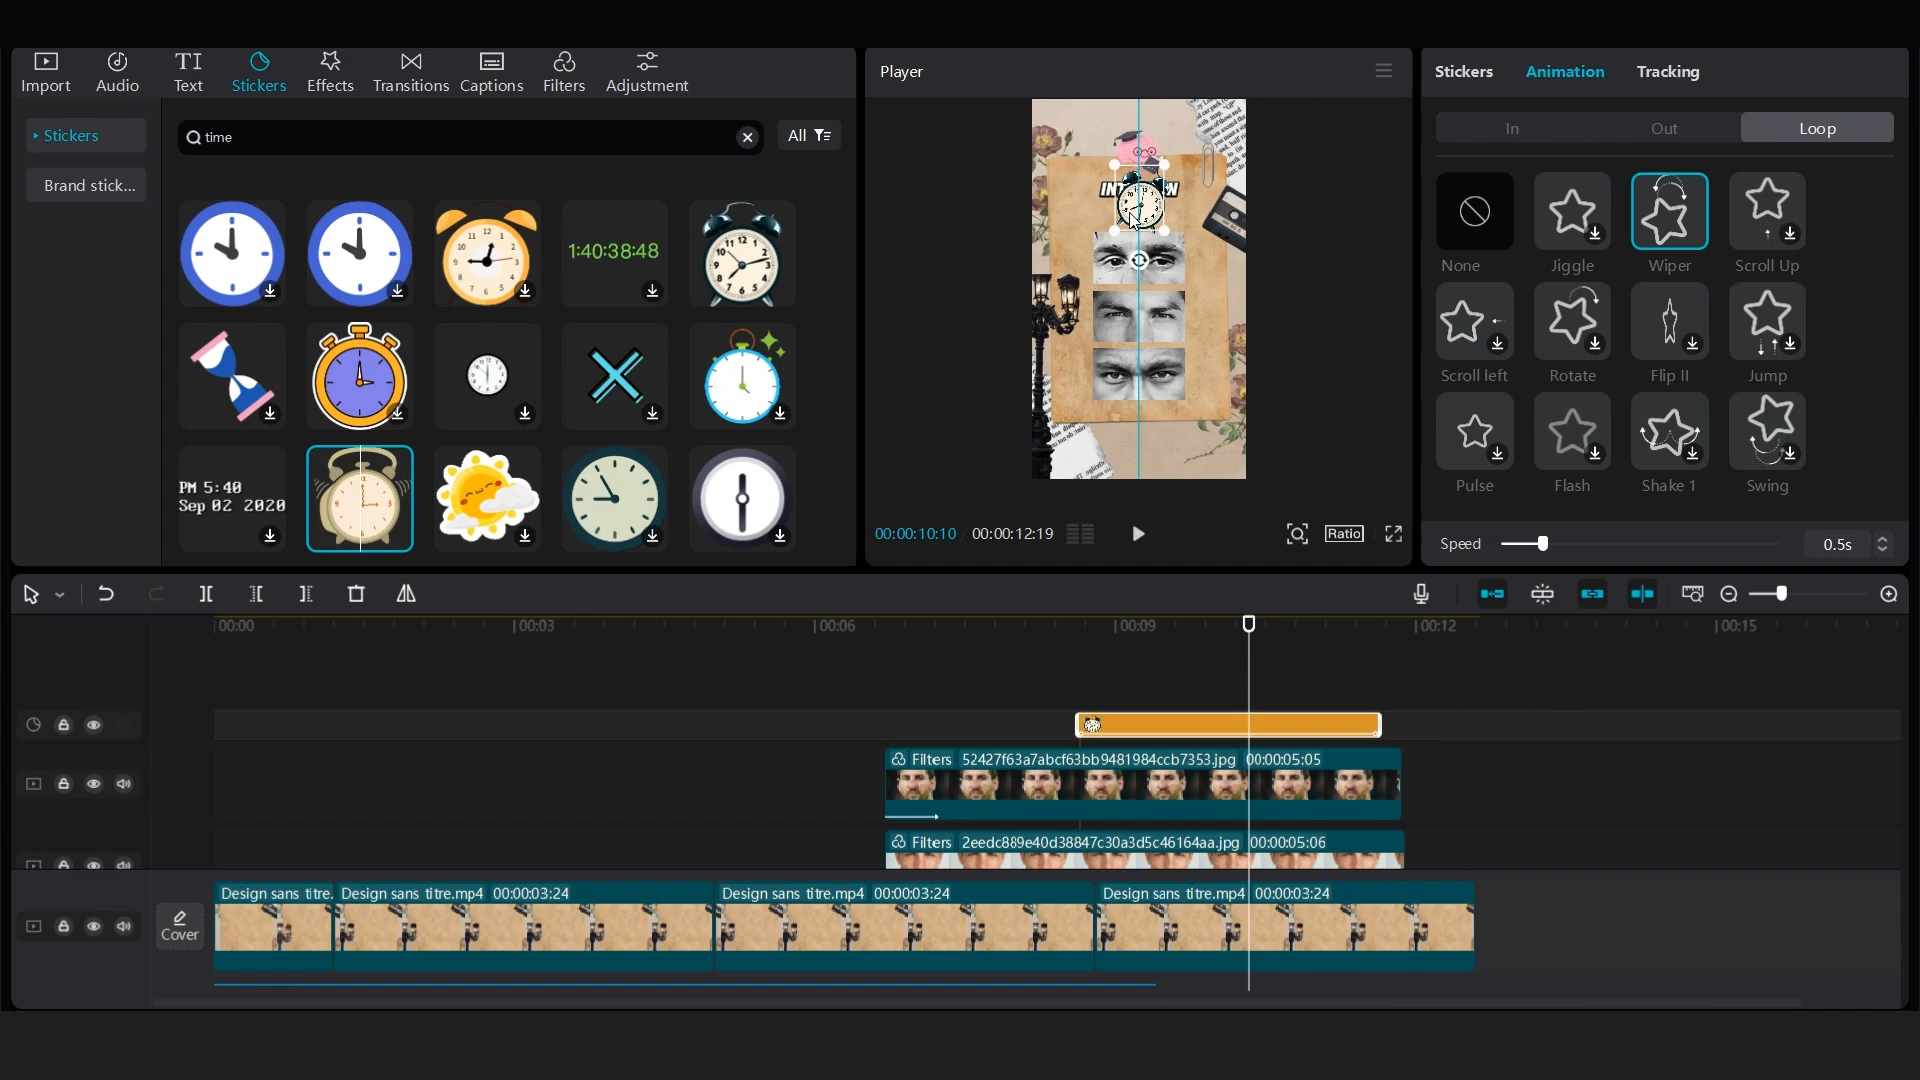 Import
Audio
Text
Stickers
Effects
Transitions
Captions
Filters
Adjustment
Stickers
Brand stick...
time
All
1:40:38:48
PM 5:40
Sep 02 2020
Player
00:00:10:10 / 00:00:12:19
Ratio
Stickers
Animation
Tracking
In
Out
Loop
None
Jiggle
Wiper
Scroll Up
Scroll left
Rotate
Flip II
Jump
Pulse
Flash
Shake 1
Swing
Speed
0.5s
00:00
00:03
00:06
00:09
00:12
00:15
Filters 52427f63a7abcf63bb9481984ccb7353.jpg 00:00:05:05
Filters 2eedc889e40d38847c30a3d5c46164aa.jpg 00:00:05:06
Cover
Design sans titre.
Design sans titre.mp4 00:00:03:24
Design sans titre.mp4 00:00:03:24
Design sans titre.mp4 00:00:03:24